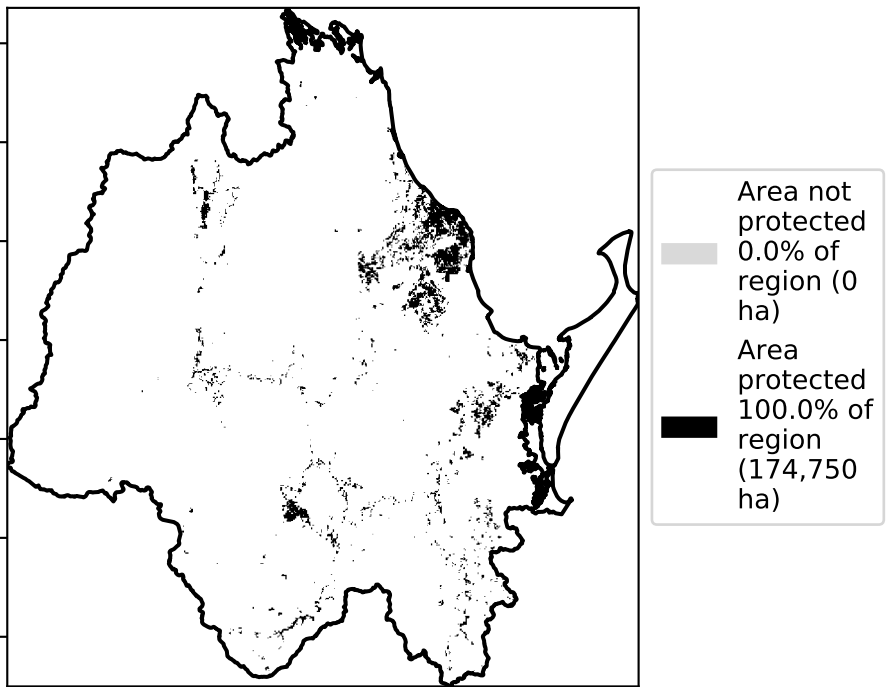 Area not
protected
0.0% of
region (0
ha)
Area
protected
100.0% of
region
(174,750
ha)